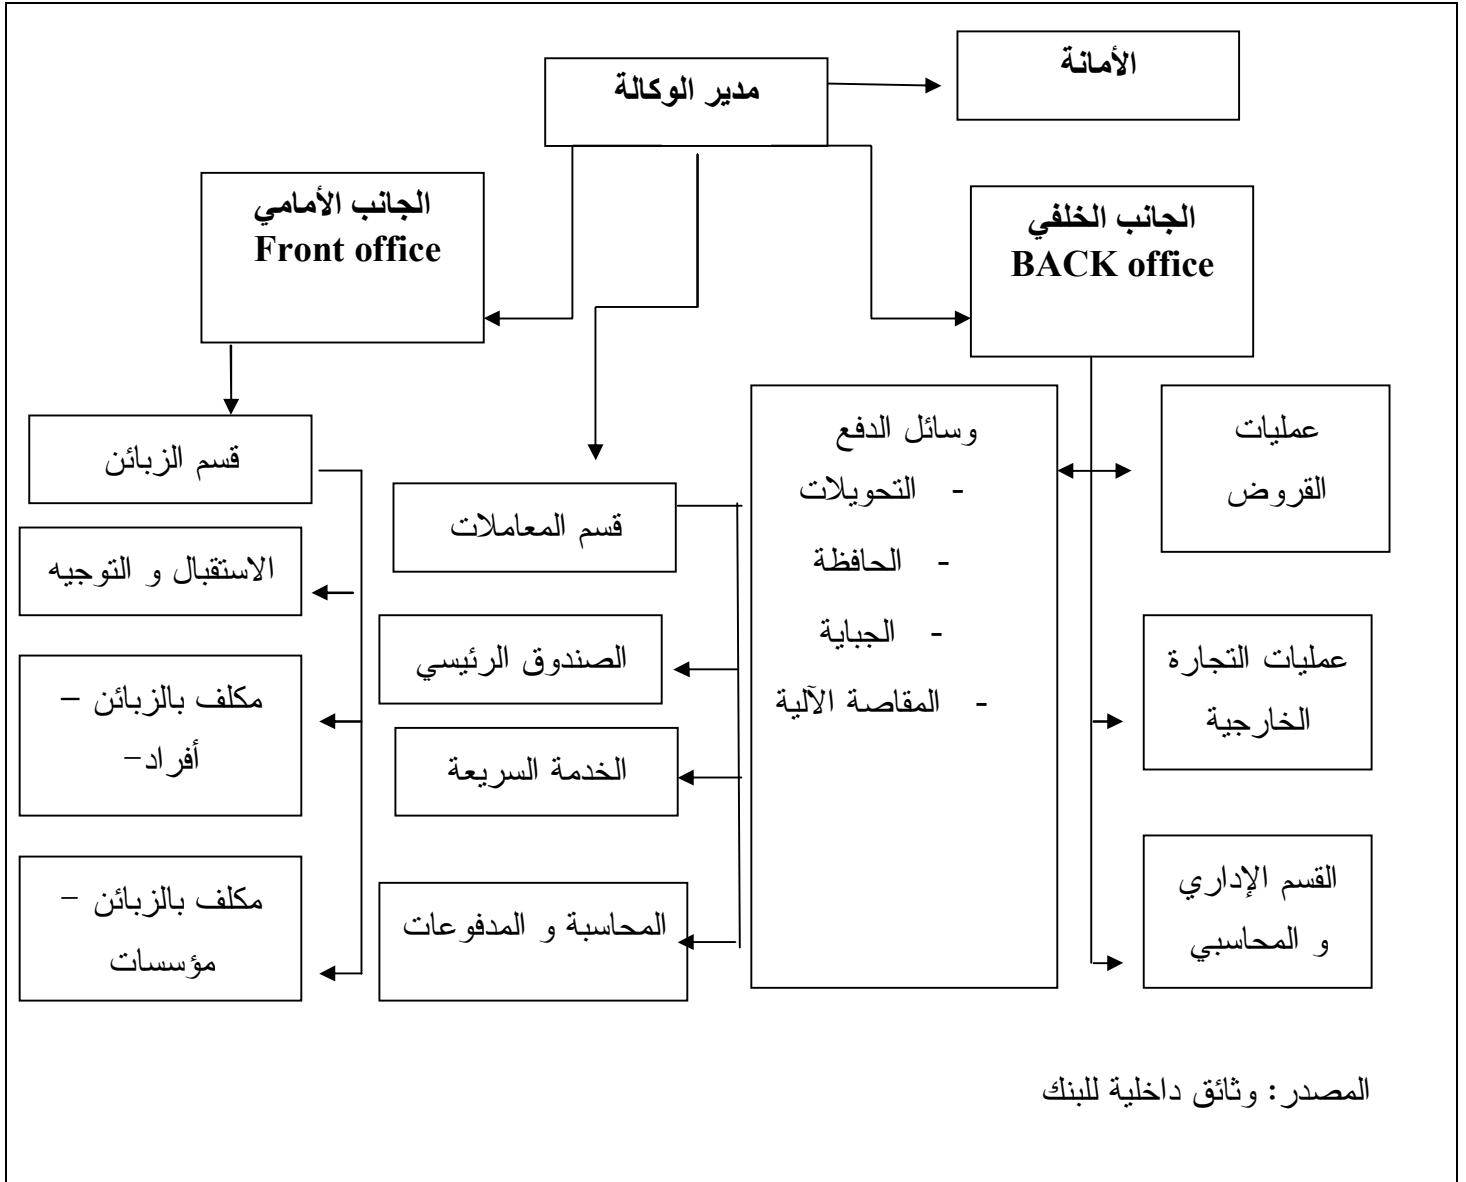 الأمانة
مدير الوكالة
الجانب الخلفي
BACK office
الجانب الأمامي
Front office
عمليات
القروض
عمليات التجارة
الخارجية
القسم الإداري
و المحاسبي
وسائل الدفع
- التحويلات
- الحافظة
- الجباية
- المقاصة الآلية
قسم المعاملات
الصندوق الرئيسي
الخدمة السريعة
المحاسبة و المدفوعات
قسم الزبائن
الاستقبال و التوجيه
مكلف بالزبائن –
أفراد–
مكلف بالزبائن –
مؤسسات
المصدر: وثائق داخلية للبنك